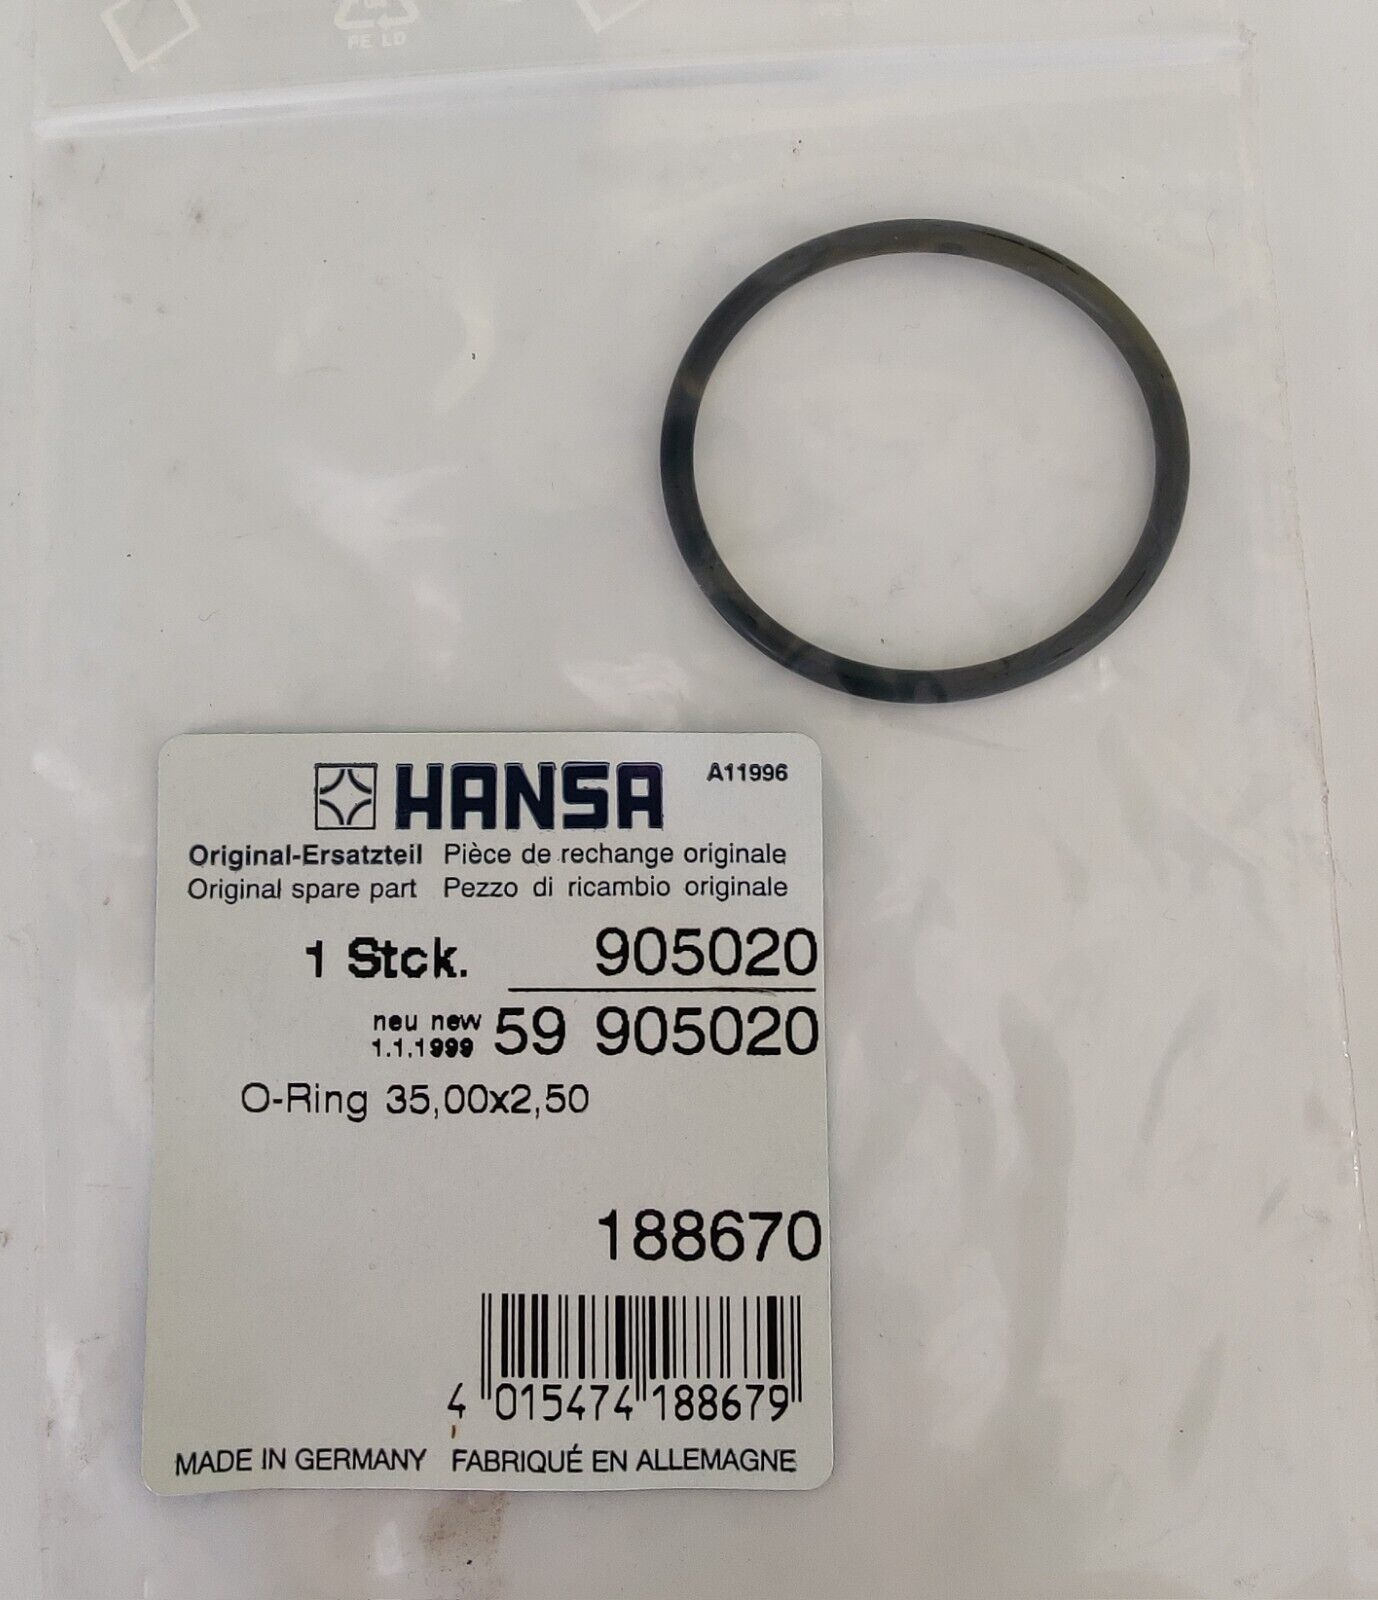 PE LD
HANSA
A11996
Original-Ersatzteil Pièce de rechange originale
Original spare part Pezzo di ricambio originale
1 Stck. 905020
neu new 59 905020
1.1.1999
O-Ring 35,00x2,50
188670
4 015474 188679
MADE IN GERMANY FABRIQUÉ EN ALLEMAGNE